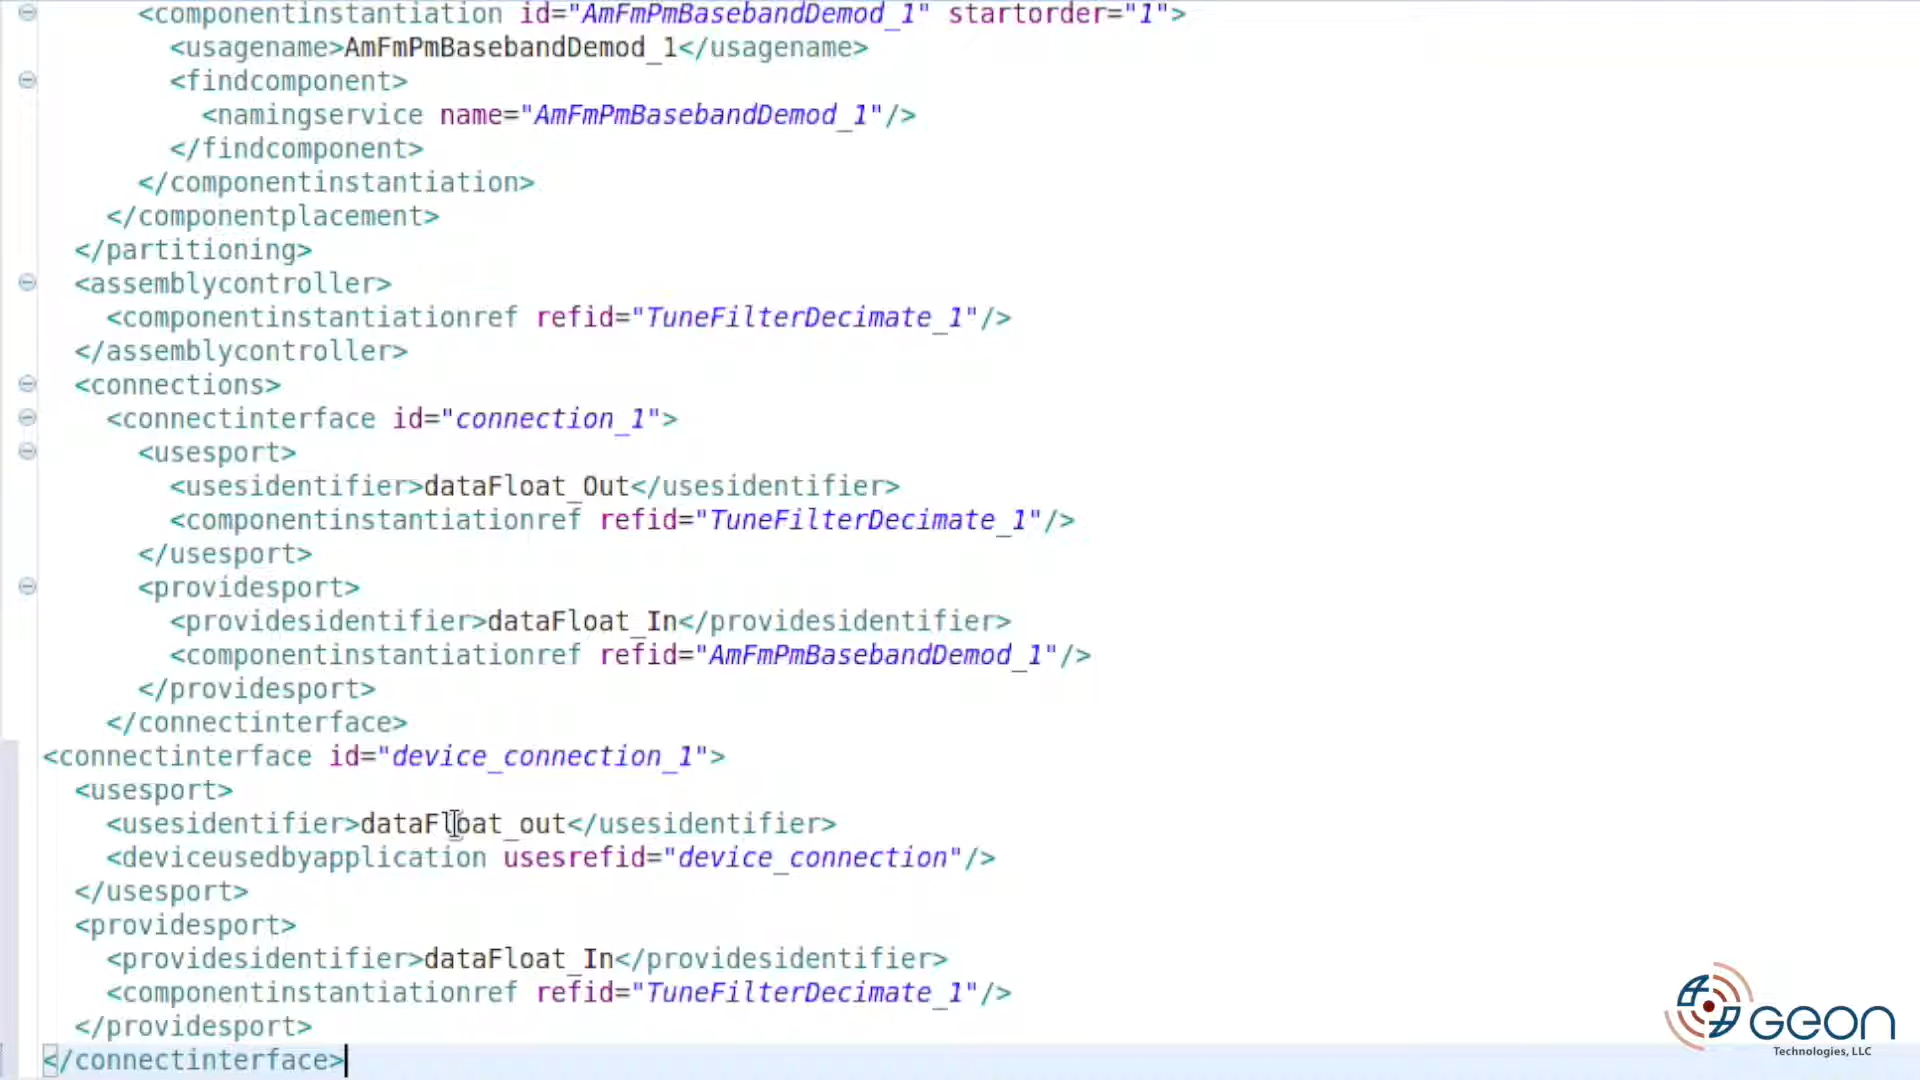 <componentinstantiation id="AmFmPmBasebandDemod_1" startorder="1">
<usagename>AmFmPmBasebandDemod_1</usagename>
<findcomponent>
<namingservice name="AmFmPmBasebandDemod_1"/>
</findcomponent>
</componentinstantiation>
</componentplacement>
</partitioning>
<assemblycontroller>
<componentinstantiationref refid="TuneFilterDecimate_1"/>
</assemblycontroller>
<connections>
<connectinterface id="connection_1">
<usesport>
<usesidentifier>dataFloat_Out</usesidentifier>
<componentinstantiationref refid="TuneFilterDecimate_1"/>
</usesport>
<providesport>
<providesidentifier>dataFloat_In</providesidentifier>
<componentinstantiationref refid="AmFmPmBasebandDemod_1"/>
</providesport>
</connectinterface>
<connectinterface id="device_connection_1">
<usesport>
<usesidentifier>dataFloat_out</usesidentifier>
<deviceusedbyapplication usesrefid="device_connection"/>
</usesport>
<providesport>
<providesidentifier>dataFloat_In</providesidentifier>
<componentinstantiationref refid="TuneFilterDecimate_1"/>
</providesport>
</connectinterface>
GEON
Technologies, LLC